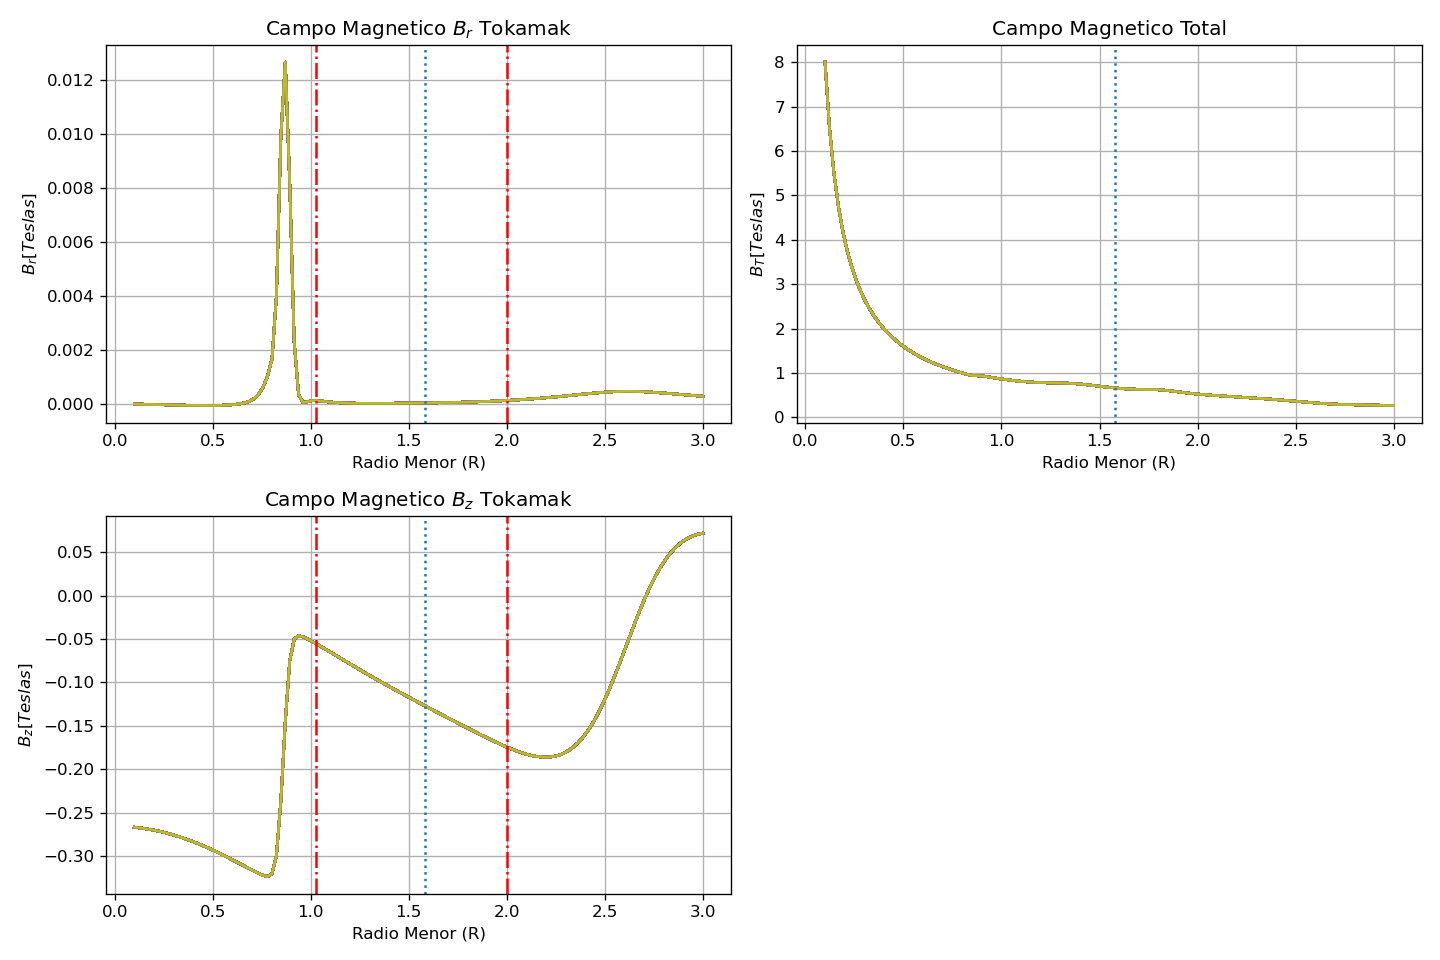 Campo Magnetico B_r Tokamak
B_r[Teslas]
0.012
0.010
0.008
0.006
0.004
0.002
0.000
0.0 0.5 1.0 1.5 2.0 2.5 3.0
Radio Menor (R)
Campo Magnetico Total
B_T[Teslas]
8
7
6
5
4
3
2
1
0
0.0 0.5 1.0 1.5 2.0 2.5 3.0
Radio Menor (R)
Campo Magnetico B_z Tokamak
B_z[Teslas]
0.05
0.00
−0.05
−0.10
−0.15
−0.20
−0.25
−0.30
0.0 0.5 1.0 1.5 2.0 2.5 3.0
Radio Menor (R)